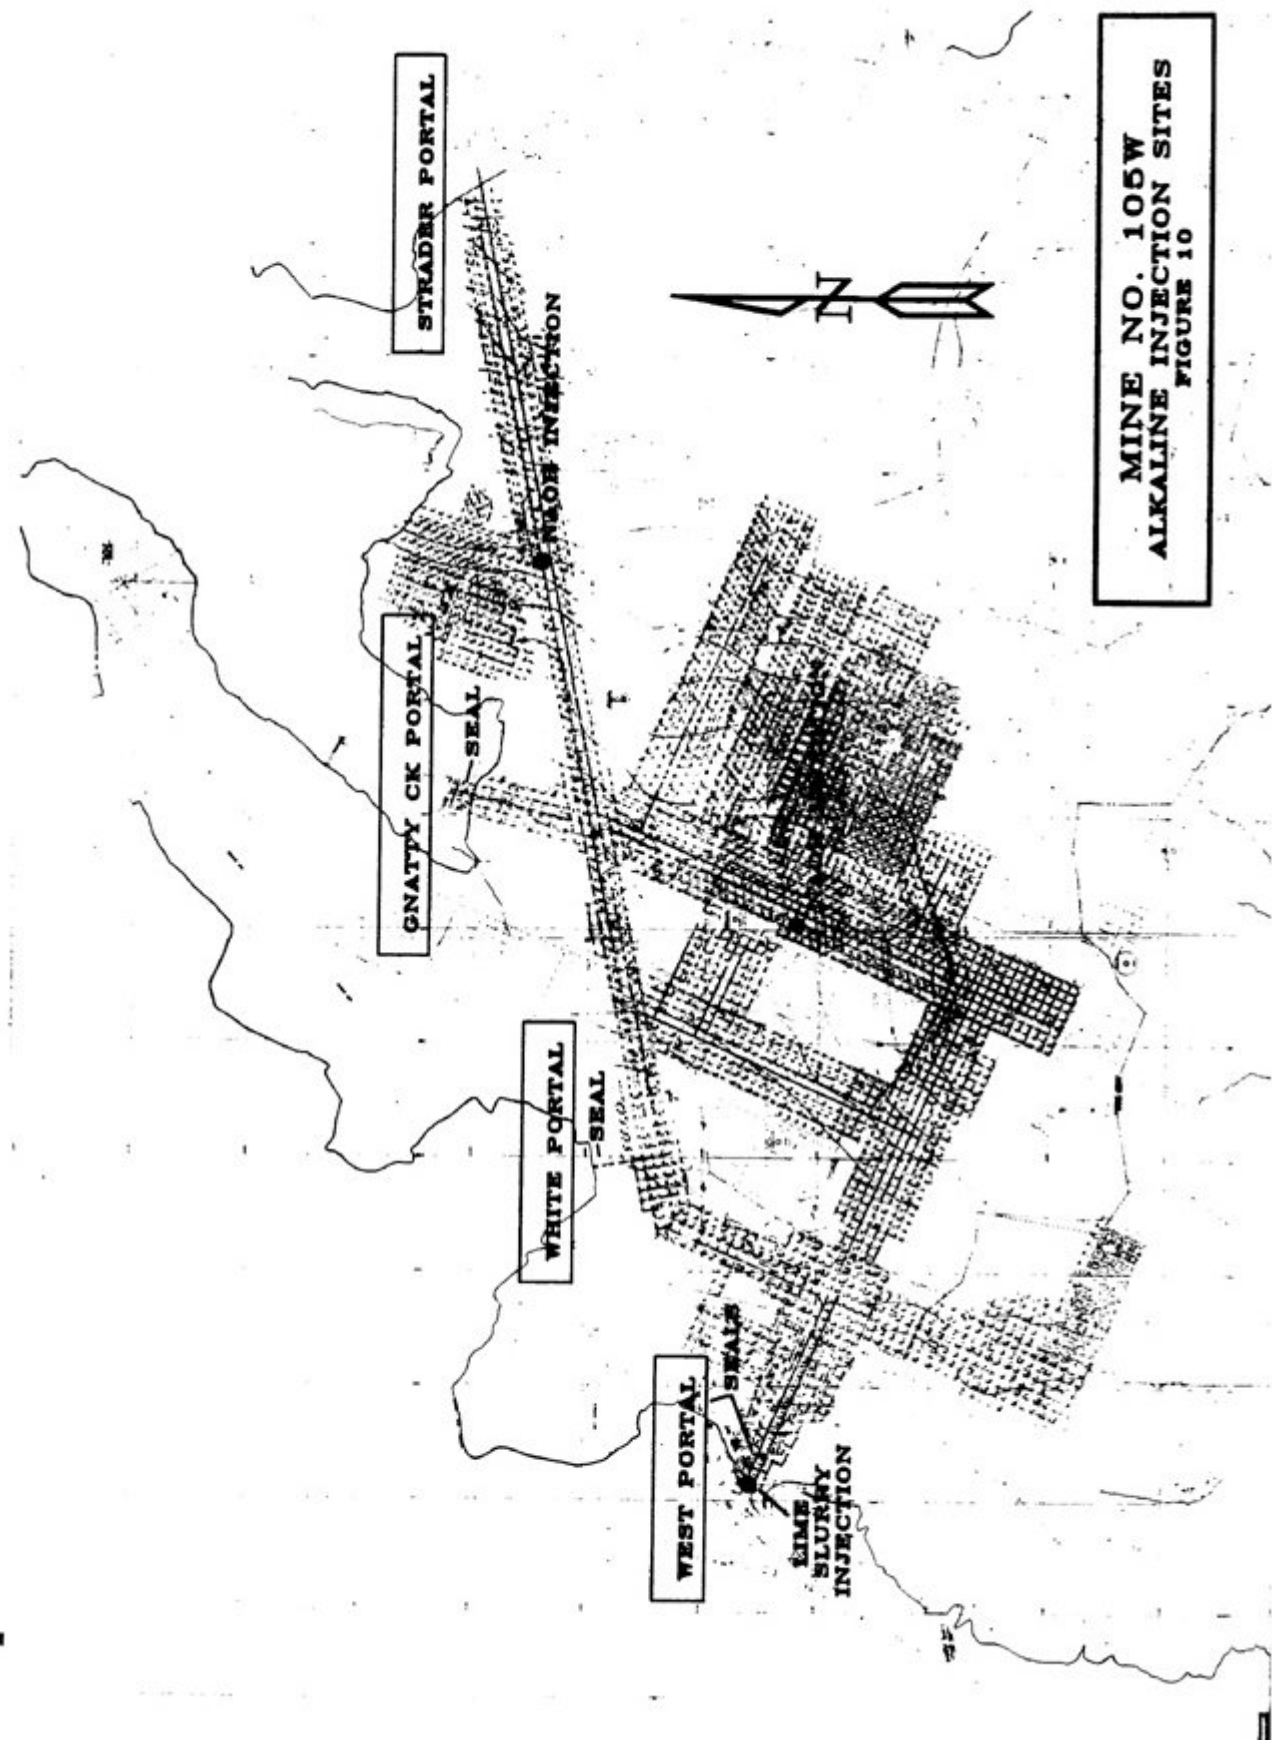 STRADER PORTAL
NAOH INJECTION
GNATTY CK PORTAL
SEAL
WHITE PORTAL
SEAL
WEST PORTAL
SEALS
LIME
SLURRY
INJECTION
N
MINE NO. 105W
ALKALINE INJECTION SITES
FIGURE 10